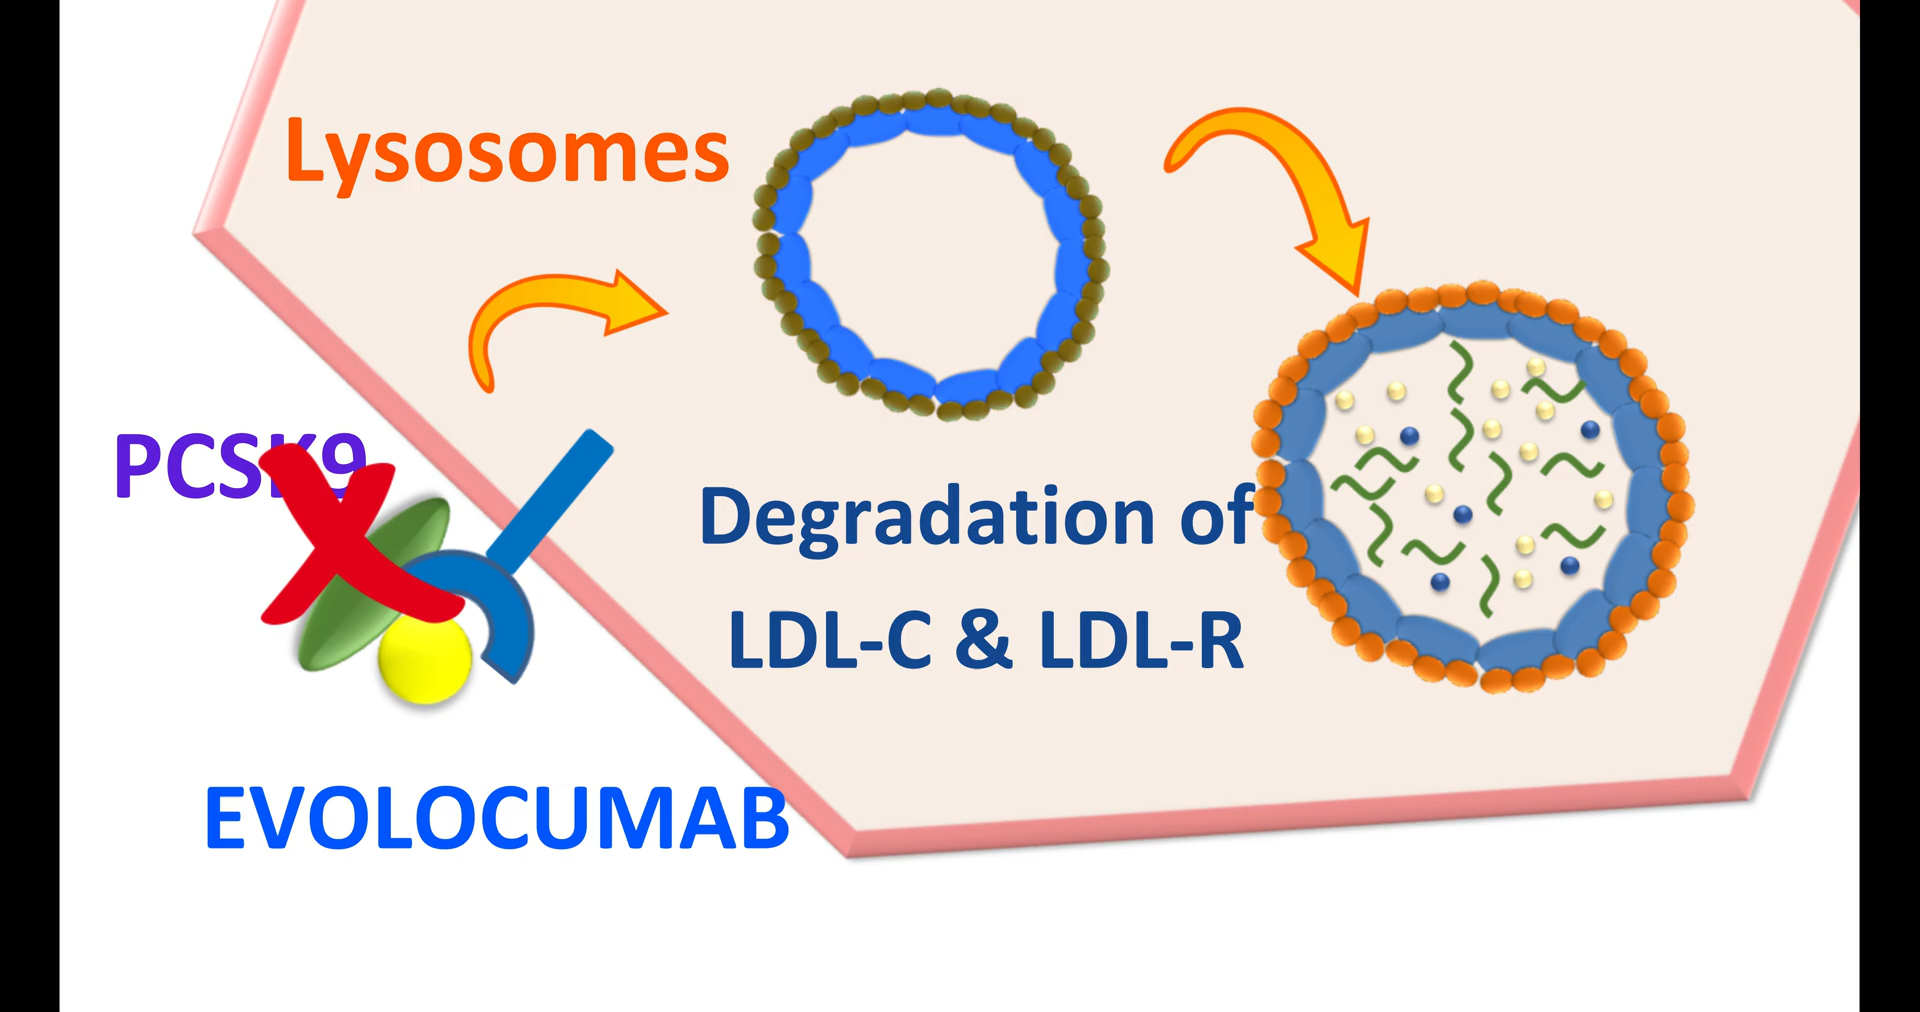 Lysosomes
PCSK9
Degradation of
LDL-C & LDL-R
EVOLOCUMAB